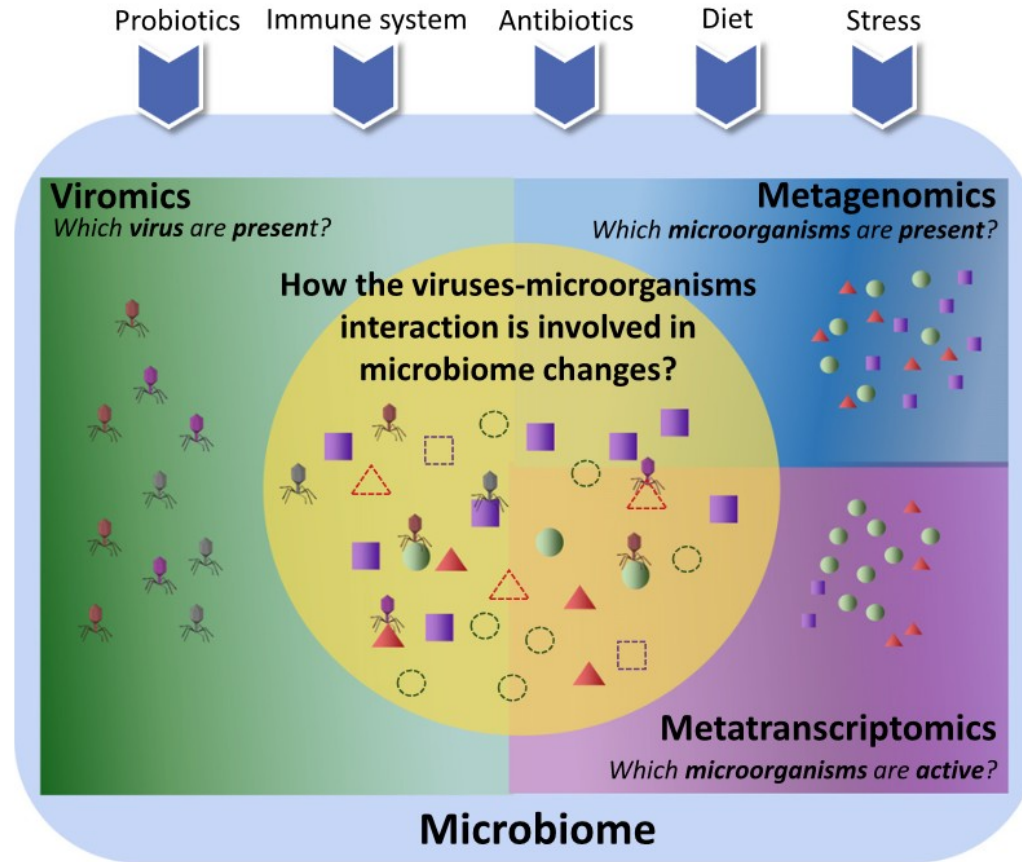 Probiotics
Immune system
Antibiotics
Diet
Stress
Viromics
Which virus are present?
Metagenomics
Which microorganisms are present?
How the viruses-microorganisms
interaction is involved in
microbiome changes?
Metatranscriptomics
Which microorganisms are active?
Microbiome